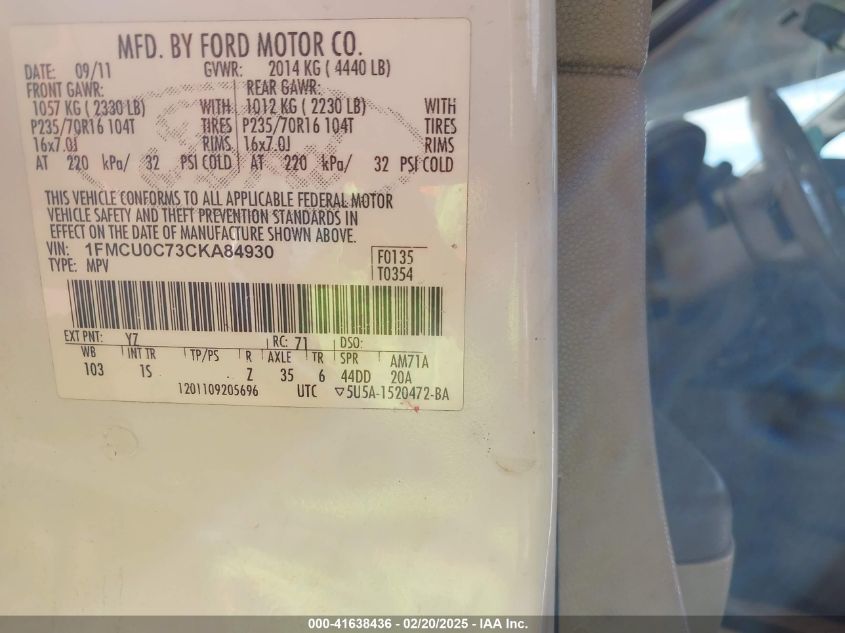 MFD. BY FORD MOTOR CO.
DATE: 09/11 GVWR: 2014 KG ( 4440 LB)
FRONT GAWR: REAR GAWR:
1057 KG ( 2330 LB) WITH 1012 KG ( 2230 LB) WITH
P235/70R16 104T TIRES P235/70R16 104T TIRES
16x7.0J RIMS 16x7.0J RIMS
AT 220 kPa/ 32 PSI COLD AT 220 kPa/ 32 PSI COLD
THIS VEHICLE CONFORMS TO ALL APPLICABLE FEDERAL MOTOR
VEHICLE SAFETY AND THEFT PREVENTION STANDARDS IN
EFFECT ON THE DATE OF MANUFACTURE SHOWN ABOVE.
VIN: 1FMCU0C73CKA84930 F0135
TYPE: MPV T0354
EXT PNT: YZ RC: 71 DSO:
WB INT TR TP/PS R AXLE TR SPR AM71A
103 1S Z 35 6 44DD 20A
1201109205696 UTC ▽5U5A-1520472-BA
000-41638436 - 02/20/2025 - IAA Inc.